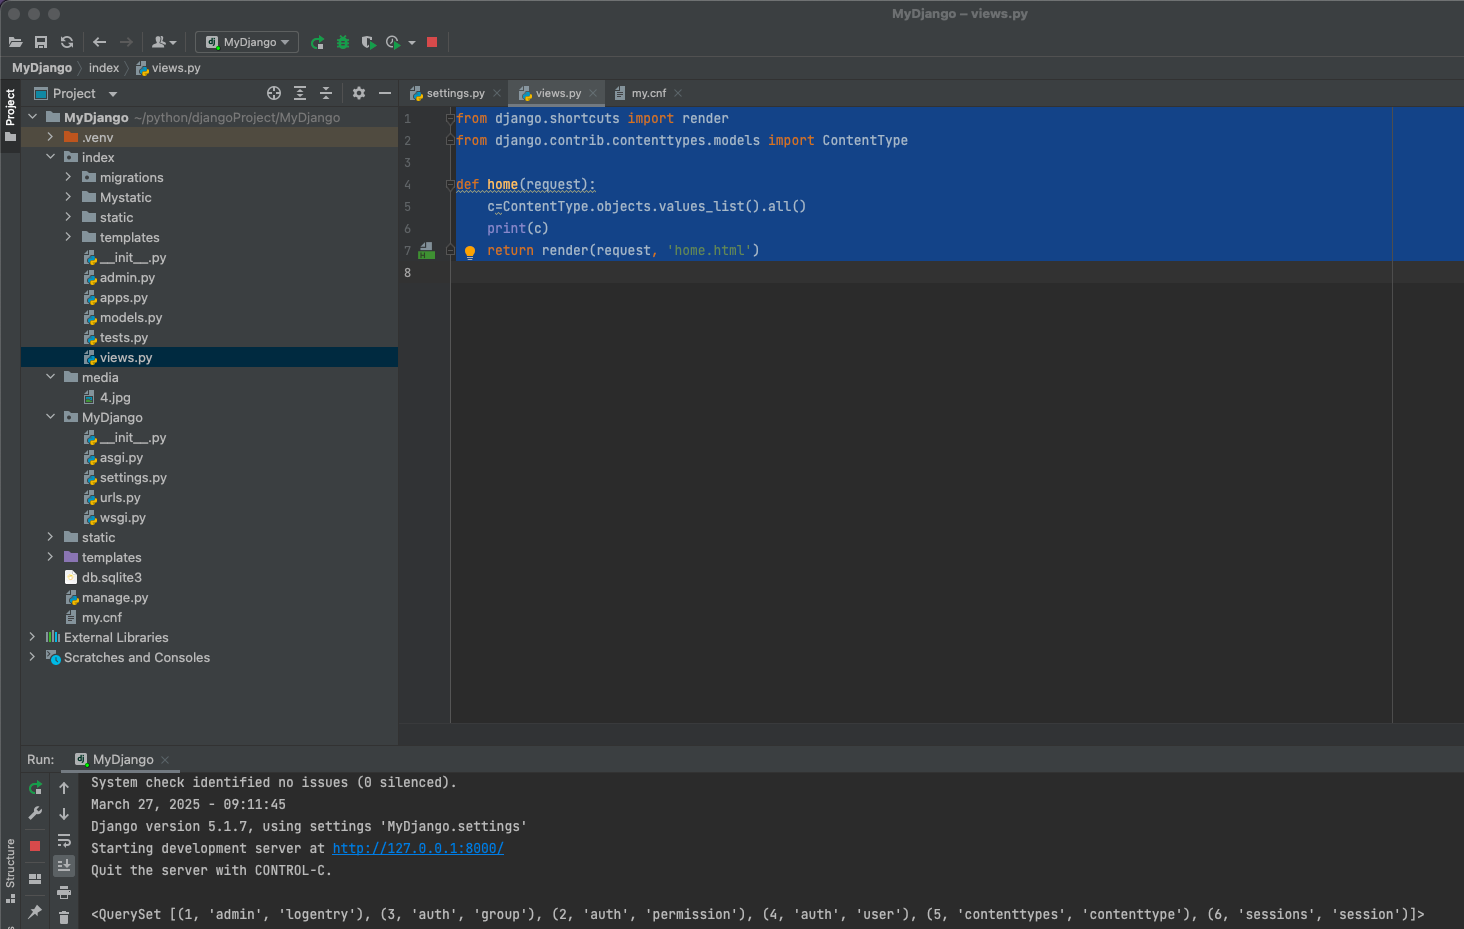 MyDjango – views.py
MyDjango
MyDjango
index
views.py
Project
Project
settings.py
views.py
my.cnf
MyDjango ~/python/djangoProject/MyDjango
.venv
index
migrations
Mystatic
static
templates
__init__.py
admin.py
apps.py
models.py
tests.py
views.py
media
4.jpg
MyDjango
__init__.py
asgi.py
settings.py
urls.py
wsgi.py
static
templates
db.sqlite3
manage.py
my.cnf
External Libraries
Scratches and Consoles
1 from django.shortcuts import render
2 from django.contrib.contenttypes.models import ContentType
3
4 def home(request):
5 c=ContentType.objects.values_list().all()
6 print(c)
7 return render(request, 'home.html')
8
Run: MyDjango
Structure
System check identified no issues (0 silenced).
March 27, 2025 - 09:11:45
Django version 5.1.7, using settings 'MyDjango.settings'
Starting development server at http://127.0.0.1:8000/
Quit the server with CONTROL-C.
<QuerySet [(1, 'admin', 'logentry'), (3, 'auth', 'group'), (2, 'auth', 'permission'), (4, 'auth', 'user'), (5, 'contenttypes', 'contenttype'), (6, 'sessions', 'session')]>